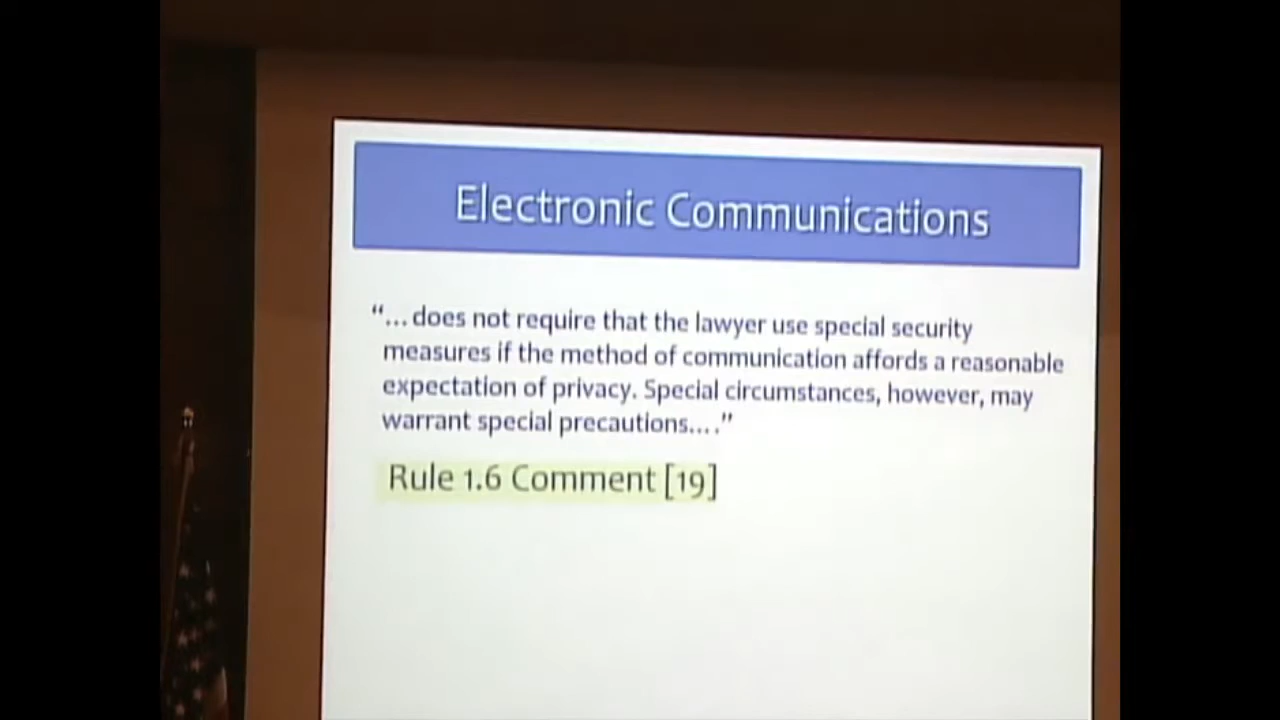 Electronic Communications
“... does not require that the lawyer use special security
measures if the method of communication affords a reasonable
expectation of privacy. Special circumstances, however, may
warrant special precautions....”
Rule 1.6 Comment [19]